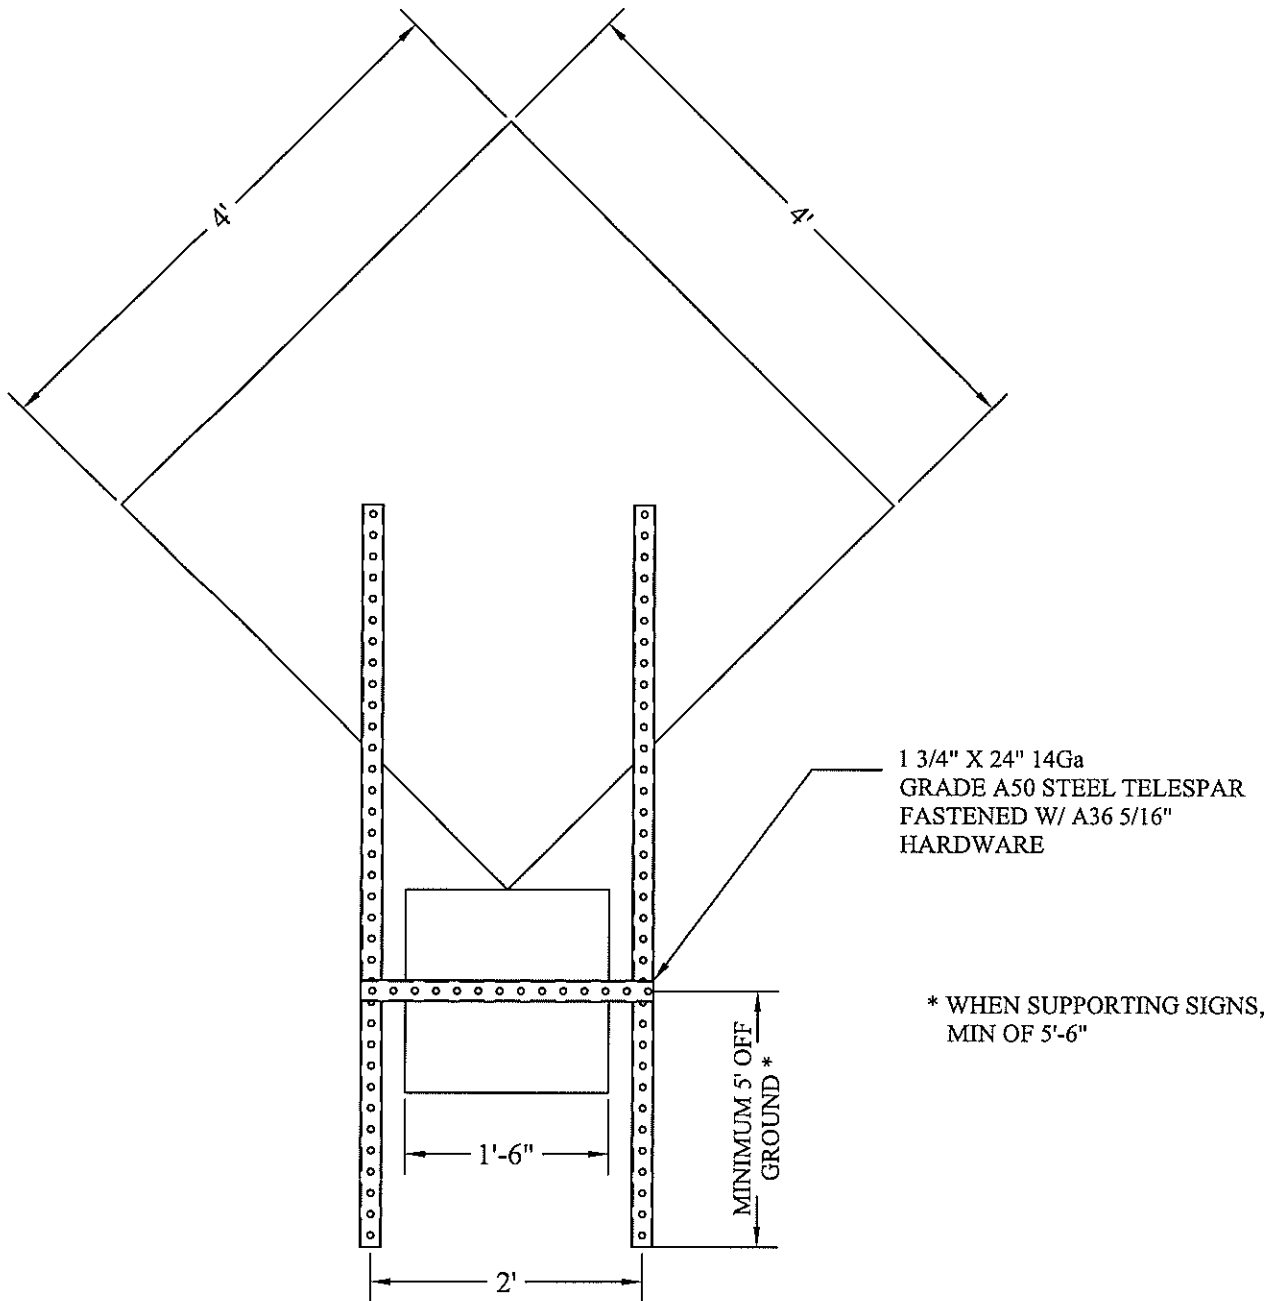 4'
4'
1 3/4" X 24" 14Ga
GRADE A50 STEEL TELESPAR
FASTENED W/ A36 5/16"
HARDWARE
* WHEN SUPPORTING SIGNS,
MIN OF 5'-6"
MINIMUM 5' OFF
GROUND *
1'-6"
2'